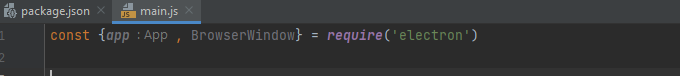 package.json × main.js ×
1 const {app : App , BrowserWindow} = require('electron')
2